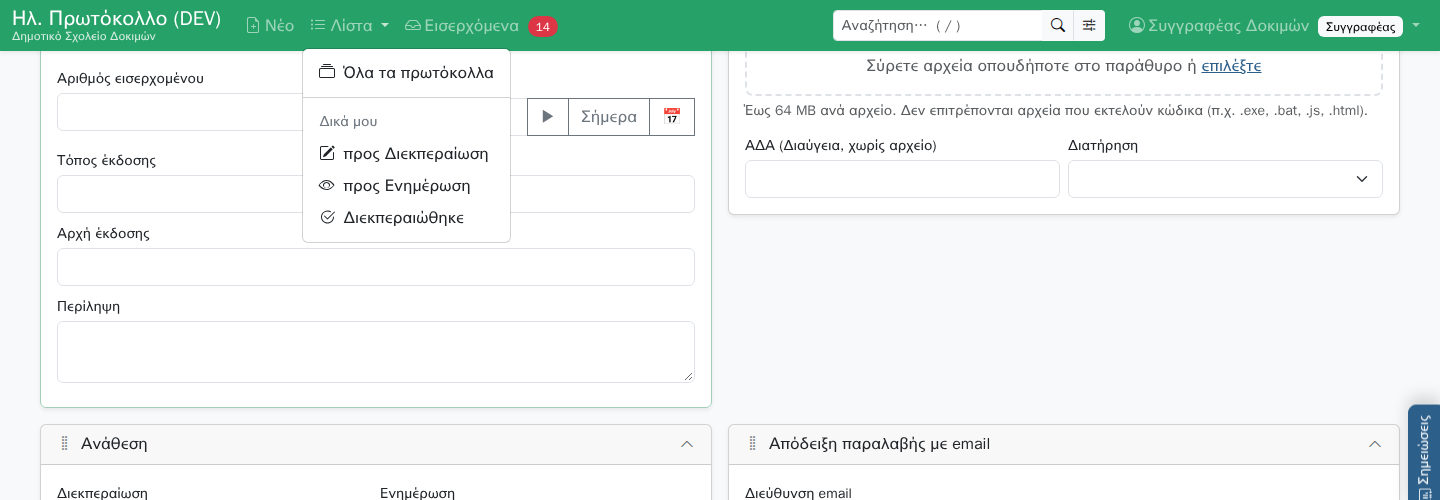 Ηλ. Πρωτόκολλο (DEV)
Δημοτικό Σχολείο Δοκιμών
Νέο
Λίστα
Εισερχόμενα 14
Αναζήτηση… ( / )
Συγγραφέας Δοκιμών Συγγραφέας
Όλα τα πρωτόκολλα
Δικά μου
προς Διεκπεραίωση
προς Ενημέρωση
Διεκπεραιώθηκε
Αριθμός εισερχομένου
Σήμερα
Τόπος έκδοσης
Αρχή έκδοσης
Περίληψη
Σύρετε αρχεία οπουδήποτε στο παράθυρο ή επιλέξτε
Έως 64 MB ανά αρχείο. Δεν επιτρέπονται αρχεία που εκτελούν κώδικα (π.χ. .exe, .bat, .js, .html).
ΑΔΑ (Διαύγεια, χωρίς αρχείο)
Διατήρηση
Ανάθεση
Διεκπεραίωση
Ενημέρωση
Απόδειξη παραλαβής με email
Διεύθυνση email
Σημειώσεις